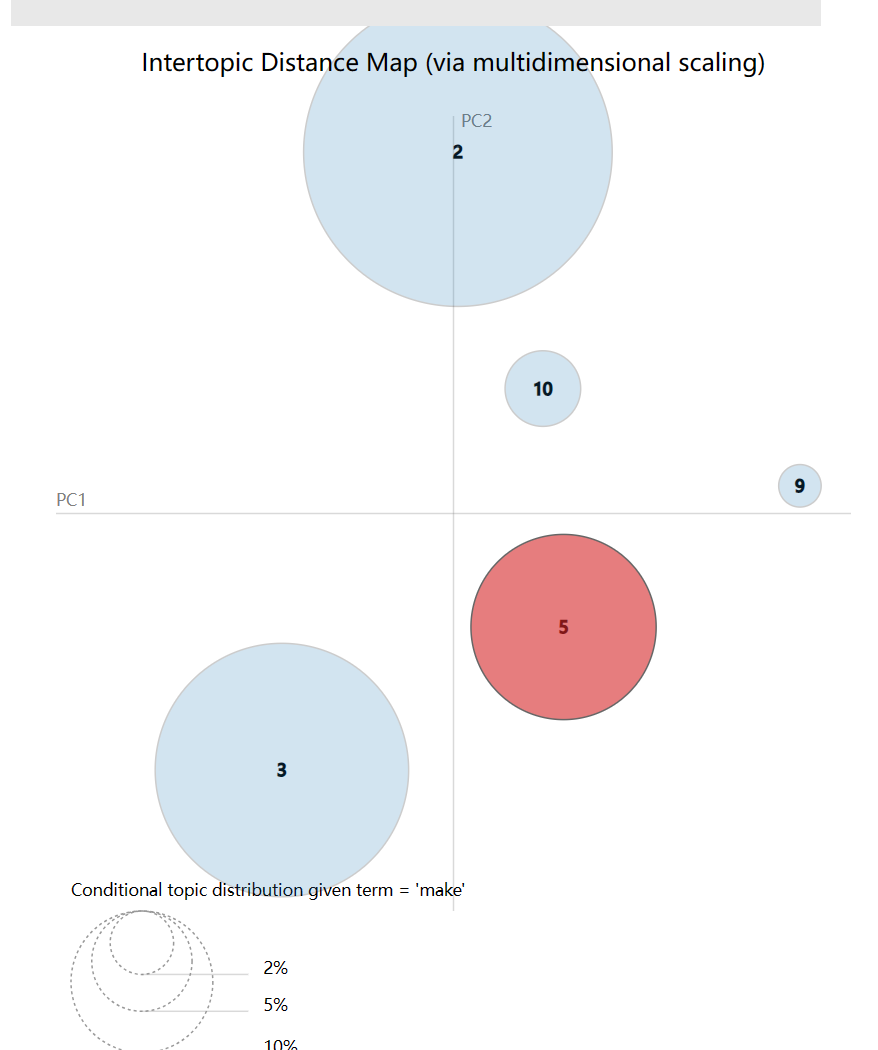 Intertopic Distance Map (via multidimensional scaling)
PC2
2
10
9
PC1
5
3
Conditional topic distribution given term = 'make'
2%
5%
10%